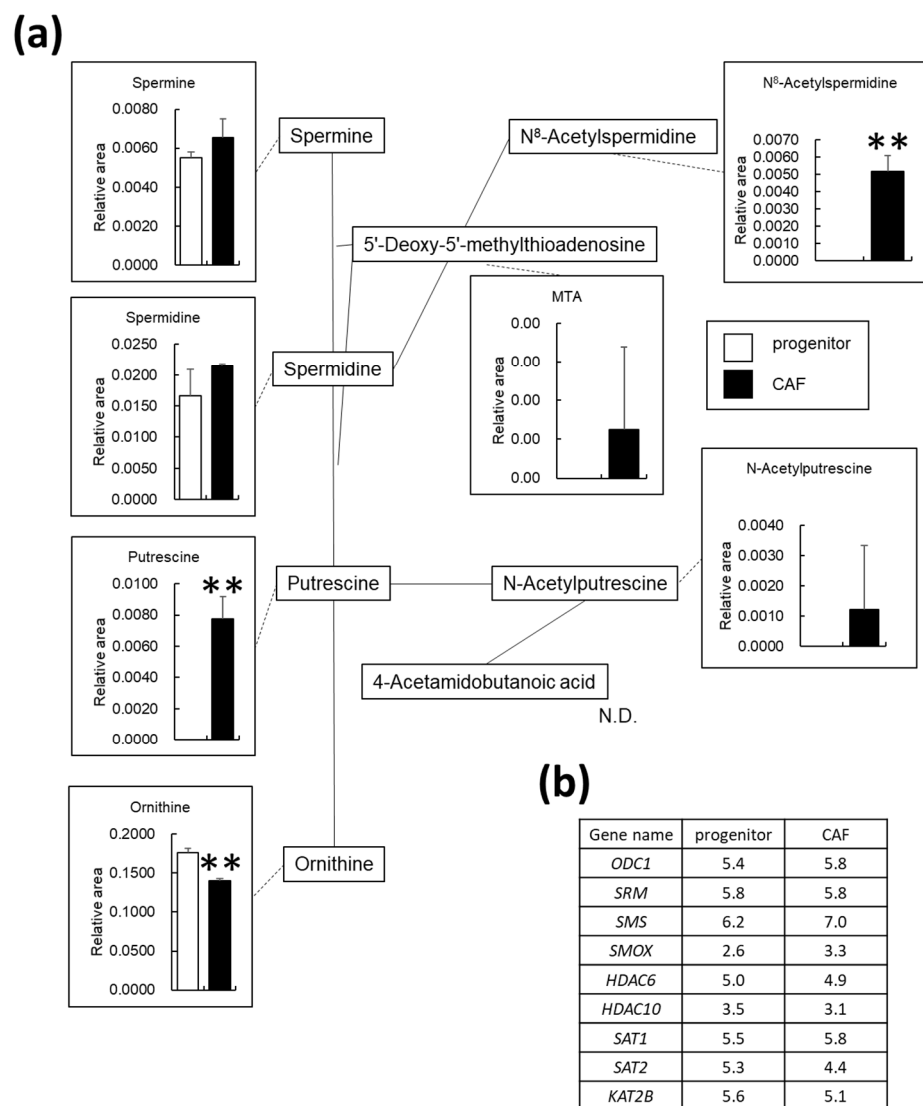 (a)
Spermine
Relative area
0.0080
0.0060
0.0040
0.0020
0.0000
Spermine
N⁸-Acetylspermidine
N⁸-Acetylspermidine
Relative area
0.0070
0.0060
0.0050
0.0040
0.0030
0.0020
0.0010
0.0000
**
5'-Deoxy-5'-methylthioadenosine
MTA
Relative area
0.00
0.00
0.00
0.00
0.00
Spermidine
Relative area
0.0250
0.0200
0.0150
0.0100
0.0050
0.0000
Spermidine
progenitor
CAF
Putrescine
Relative area
0.0100
0.0080
0.0060
0.0040
0.0020
0.0000
**
Putrescine
N-Acetylputrescine
N-Acetylputrescine
Relative area
0.0040
0.0030
0.0020
0.0010
0.0000
4-Acetamidobutanoic acid
N.D.
Ornithine
Relative area
0.2000
0.1500
0.1000
0.0500
0.0000
**
Ornithine
(b)
Gene name progenitor CAF
ODC1 5.4 5.8
SRM 5.8 5.8
SMS 6.2 7.0
SMOX 2.6 3.3
HDAC6 5.0 4.9
HDAC10 3.5 3.1
SAT1 5.5 5.8
SAT2 5.3 4.4
KAT2B 5.6 5.1